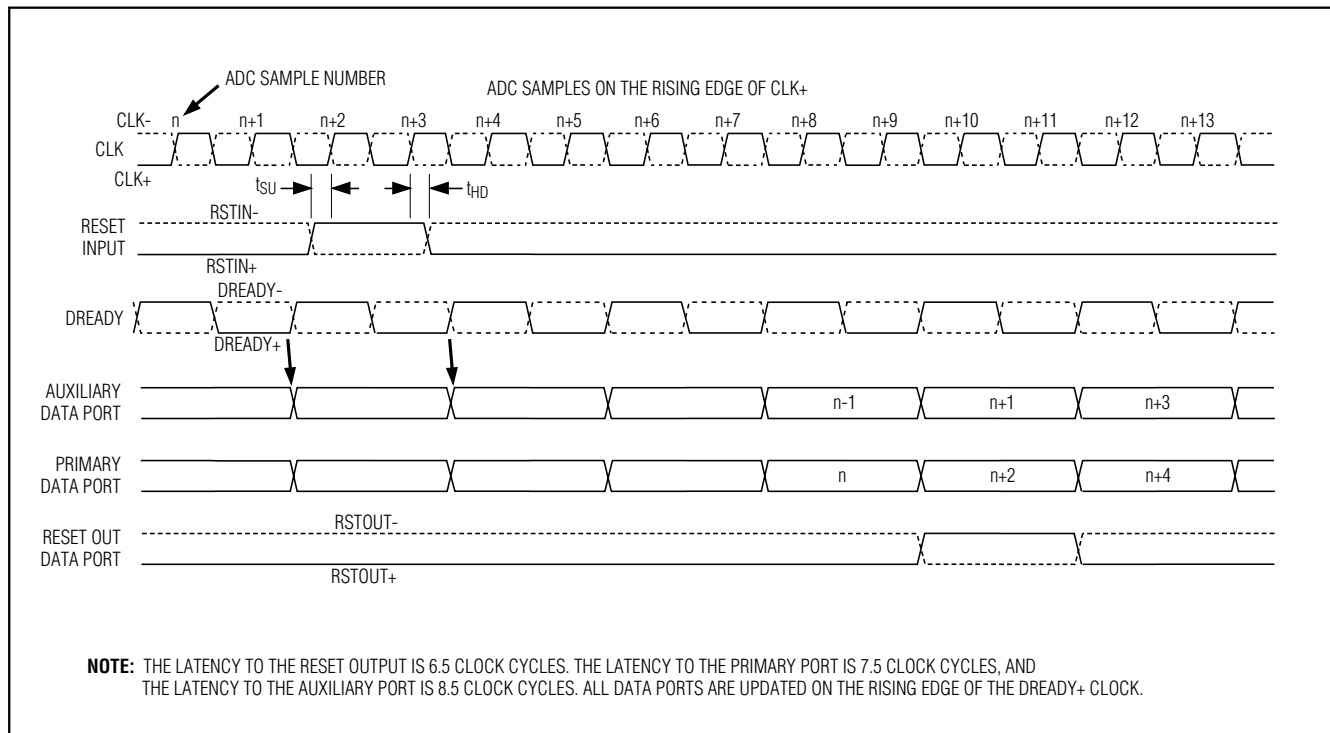 ADC SAMPLE NUMBER
ADC SAMPLES ON THE RISING EDGE OF CLK+
CLK- n n+1 n+2 n+3 n+4 n+5 n+6 n+7 n+8 n+9 n+10 n+11 n+12 n+13
CLK
CLK+
tSU tHD
RSTIN-
RESET
INPUT
RSTIN+
DREADY-
DREADY
DREADY+
AUXILIARY
DATA PORT
n-1 n+1 n+3
PRIMARY
DATA PORT
n n+2 n+4
RSTOUT-
RESET OUT
DATA PORT
RSTOUT+
NOTE: THE LATENCY TO THE RESET OUTPUT IS 6.5 CLOCK CYCLES. THE LATENCY TO THE PRIMARY PORT IS 7.5 CLOCK CYCLES, AND
THE LATENCY TO THE AUXILIARY PORT IS 8.5 CLOCK CYCLES. ALL DATA PORTS ARE UPDATED ON THE RISING EDGE OF THE DREADY+ CLOCK.